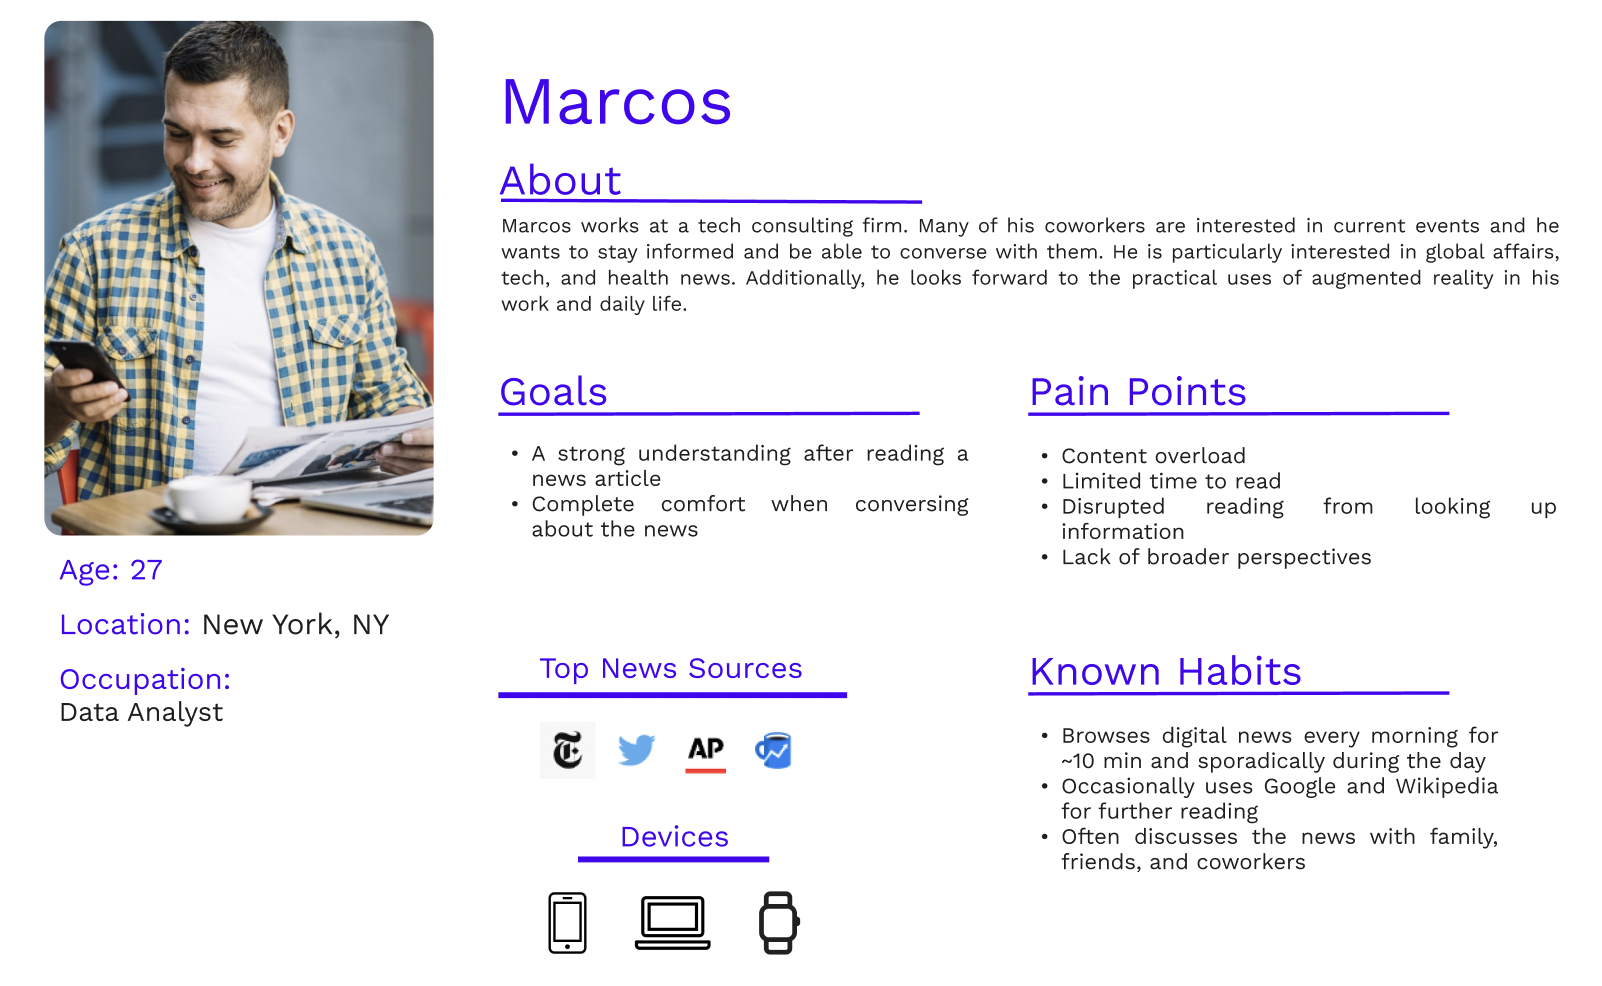 Marcos
About
Marcos works at a tech consulting firm. Many of his coworkers are interested in current events and he
wants to stay informed and be able to converse with them. He is particularly interested in global affairs,
tech, and health news. Additionally, he looks forward to the practical uses of augmented reality in his
work and daily life.
Age: 27
Location: New York, NY
Occupation:
Data Analyst
Goals
• A strong understanding after reading a
news article
• Complete comfort when conversing
about the news
Pain Points
• Content overload
• Limited time to read
• Disrupted reading from looking up
information
• Lack of broader perspectives
Top News Sources
T
AP
Devices
Known Habits
• Browses digital news every morning for
~10 min and sporadically during the day
• Occasionally uses Google and Wikipedia
for further reading
• Often discusses the news with family,
friends, and coworkers